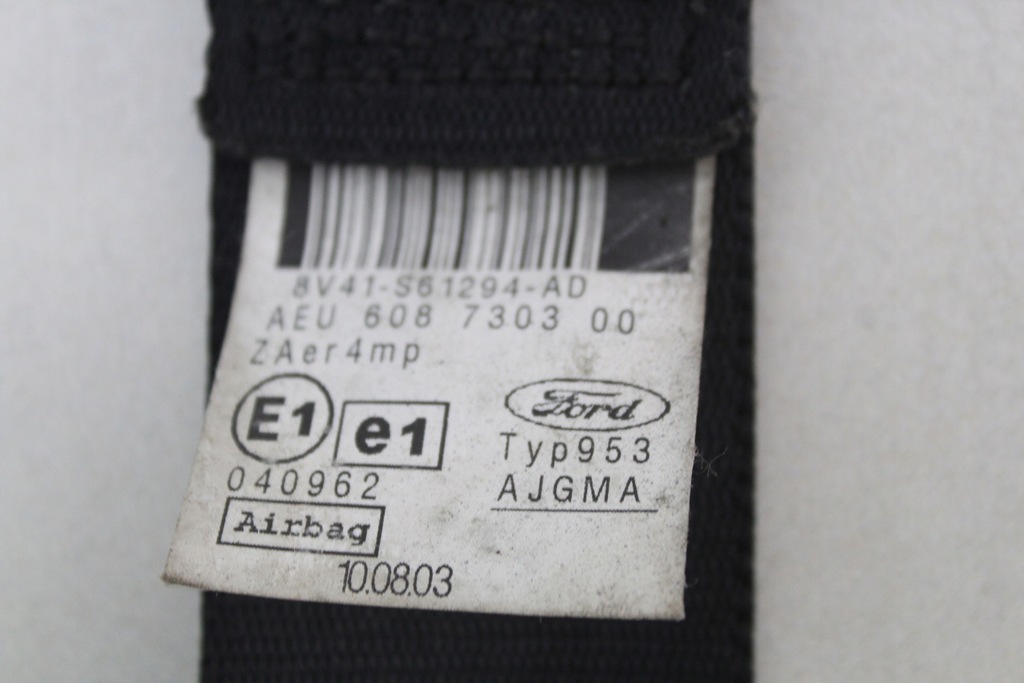 8V41-S61294-AD
AEU 608 7303 00
ZAer4mp
E1 e1
Ford
Typ953
040962
AJGMA
Airbag
10.08.03